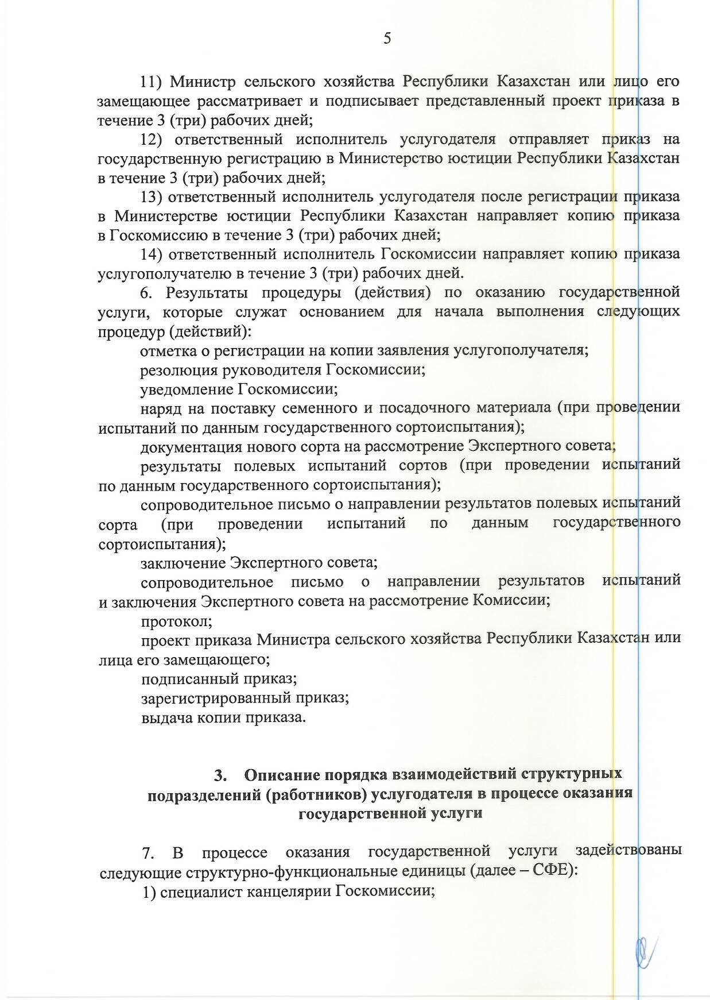 5
11) Министр сельского хозяйства Республики Казахстан или лицо его
замещающее рассматривает и подписывает представленный проект приказа в
течение 3 (три) рабочих дней;
12) ответственный исполнитель услугодателя отправляет приказ на
государственную регистрацию в Министерство юстиции Республики Казахстан
в течение 3 (три) рабочих дней;
13) ответственный исполнитель услугодателя после регистрации приказа
в Министерстве юстиции Республики Казахстан направляет копию приказа
в Госкомиссию в течение 3 (три) рабочих дней;
14) ответственный исполнитель Госкомиссии направляет копию приказа
услугополучателю в течение 3 (три) рабочих дней.
6. Результаты процедуры (действия) по оказанию государственной
услуги, которые служат основанием для начала выполнения следующих
процедур (действий):
отметка о регистрации на копии заявления услугополучателя;
резолюция руководителя Госкомиссии;
уведомление Госкомиссии;
наряд на поставку семенного и посадочного материала (при проведении
испытаний по данным государственного сортоиспытания);
документация нового сорта на рассмотрение Экспертного совета;
результаты полевых испытаний сортов (при проведении испытаний
по данным государственного сортоиспытания);
сопроводительное письмо о направлении результатов полевых испытаний
сорта (при проведении испытаний по данным государственного
сортоиспытания);
заключение Экспертного совета;
сопроводительное письмо о направлении результатов испытаний
и заключения Экспертного совета на рассмотрение Комиссии;
протокол;
проект приказа Министра сельского хозяйства Республики Казахстан или
лица его замещающего;
подписанный приказ;
зарегистрированный приказ;
выдача копии приказа.
3. Описание порядка взаимодействий структурных
подразделений (работников) услугодателя в процессе оказания
государственной услуги
7. В процессе оказания государственной услуги задействованы
следующие структурно-функциональные единицы (далее – СФЕ):
1) специалист канцелярии Госкомиссии;